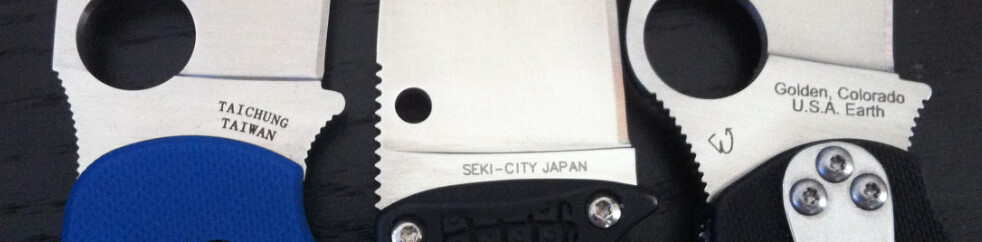 TAICHUNG
TAIWAN
SEKI-CITY JAPAN
Golden, Colorado
U.S.A. Earth